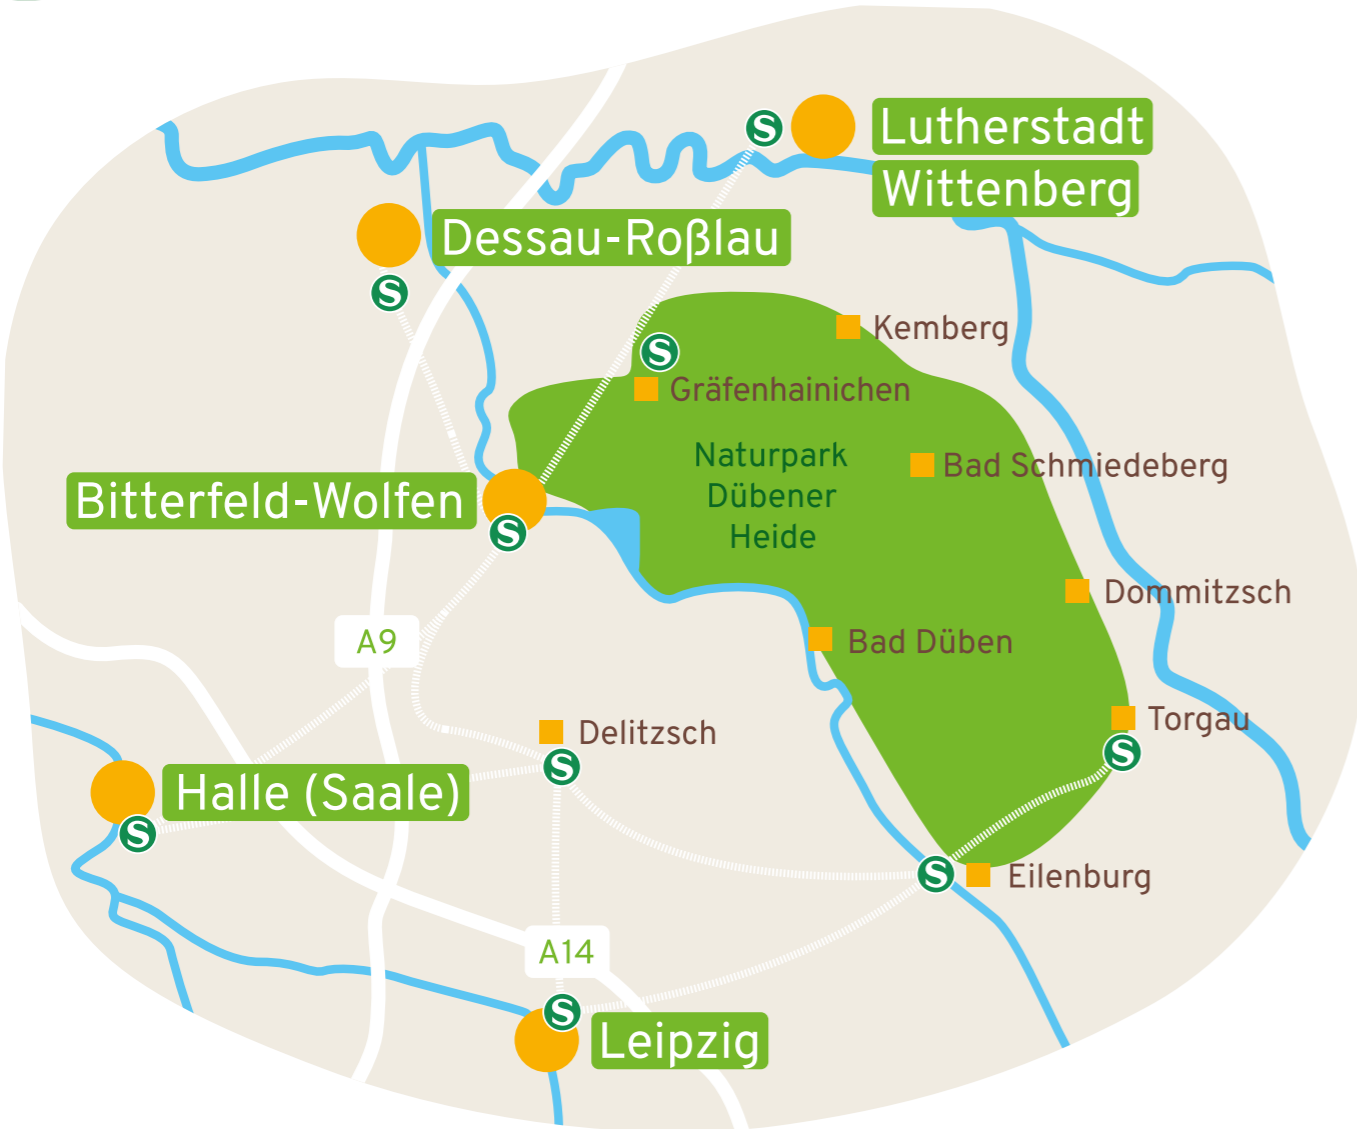 S
Lutherstadt
Wittenberg
Dessau-Roßlau
S
Kemberg
S
Gräfenhainichen
Naturpark
Dübener
Heide
Bad Schmiedeberg
Bitterfeld-Wolfen
S
Dommitzsch
A9
Bad Düben
Torgau
S
Delitzsch
S
Halle (Saale)
S
S
Eilenburg
A14
S
Leipzig